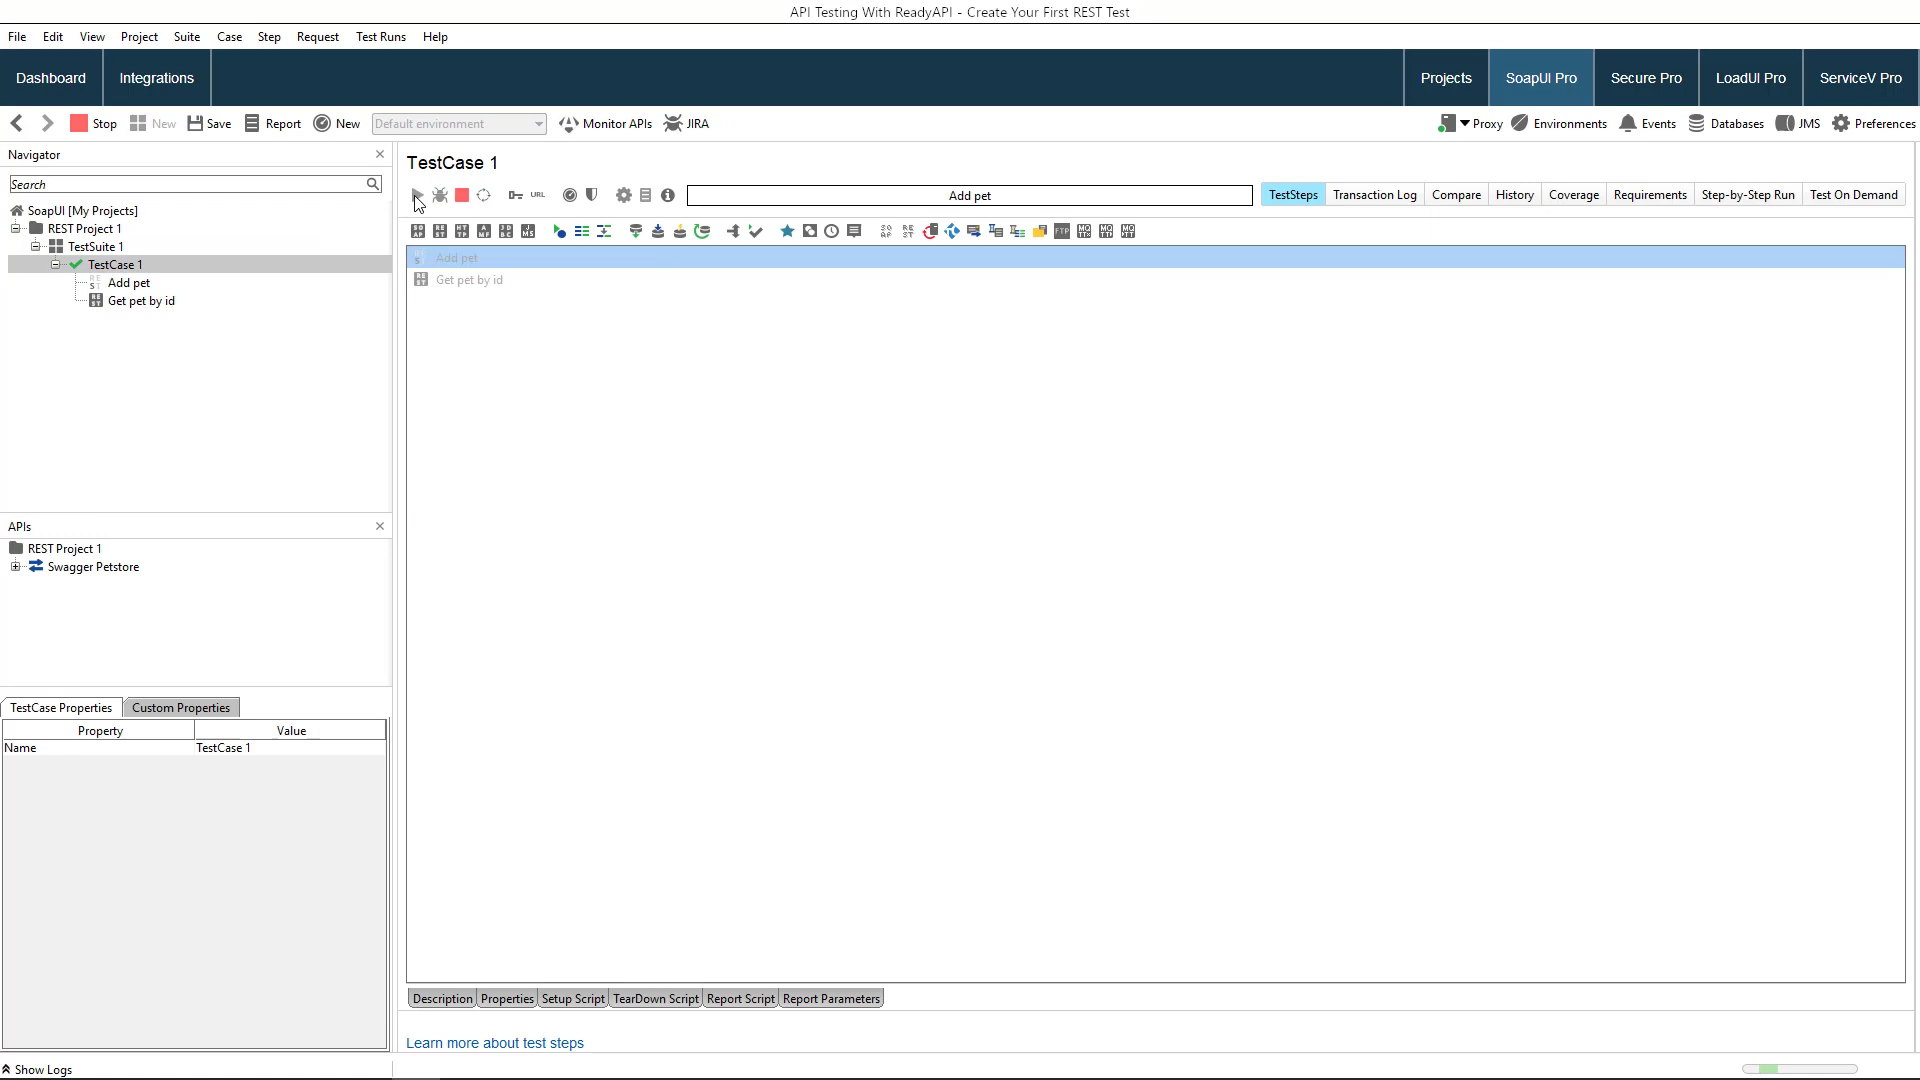 API Testing With ReadyAPI - Create Your First REST Test
File Edit View Project Suite Case Step Request Test Runs Help
Dashboard Integrations Projects SoapUI Pro Secure Pro LoadUI Pro ServiceV Pro
Stop New Save Report New Default environment Monitor APIs JIRA Proxy Environments Events Databases JMS Preferences
Navigator
TestCase 1
Search
URL Add pet TestSteps Transaction Log Compare History Coverage Requirements Step-by-Step Run Test On Demand
SoapUI [My Projects]
REST Project 1
TestSuite 1
TestCase 1
Add pet
Get pet by id
Add pet
Get pet by id
APIs
REST Project 1
Swagger Petstore
TestCase Properties Custom Properties
Property Value
Name TestCase 1
Description Properties Setup Script TearDown Script Report Script Report Parameters
Learn more about test steps
Show Logs